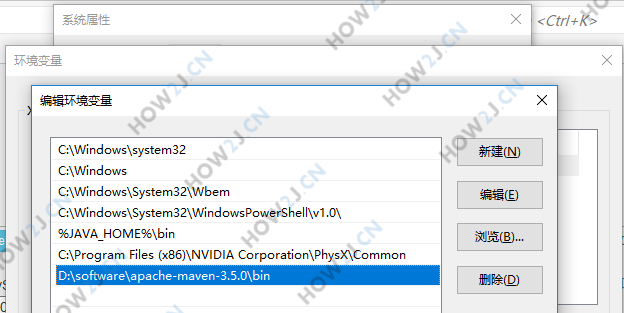 系统属性
<Ctrl+K>
环境变量
编辑环境变量
C:\Windows\system32
C:\Windows
C:\Windows\System32\Wbem
C:\Windows\System32\WindowsPowerShell\v1.0\
%JAVA_HOME%\bin
C:\Program Files (x86)\NVIDIA Corporation\PhysX\Common
D:\software\apache-maven-3.5.0\bin
新建(N)
编辑(E)
浏览(B)...
删除(D)
HOW2J.CN
HOW2J.CN
HOW2J.CN
HOW2J.CN
HOW2J.CN
HOW2J.CN